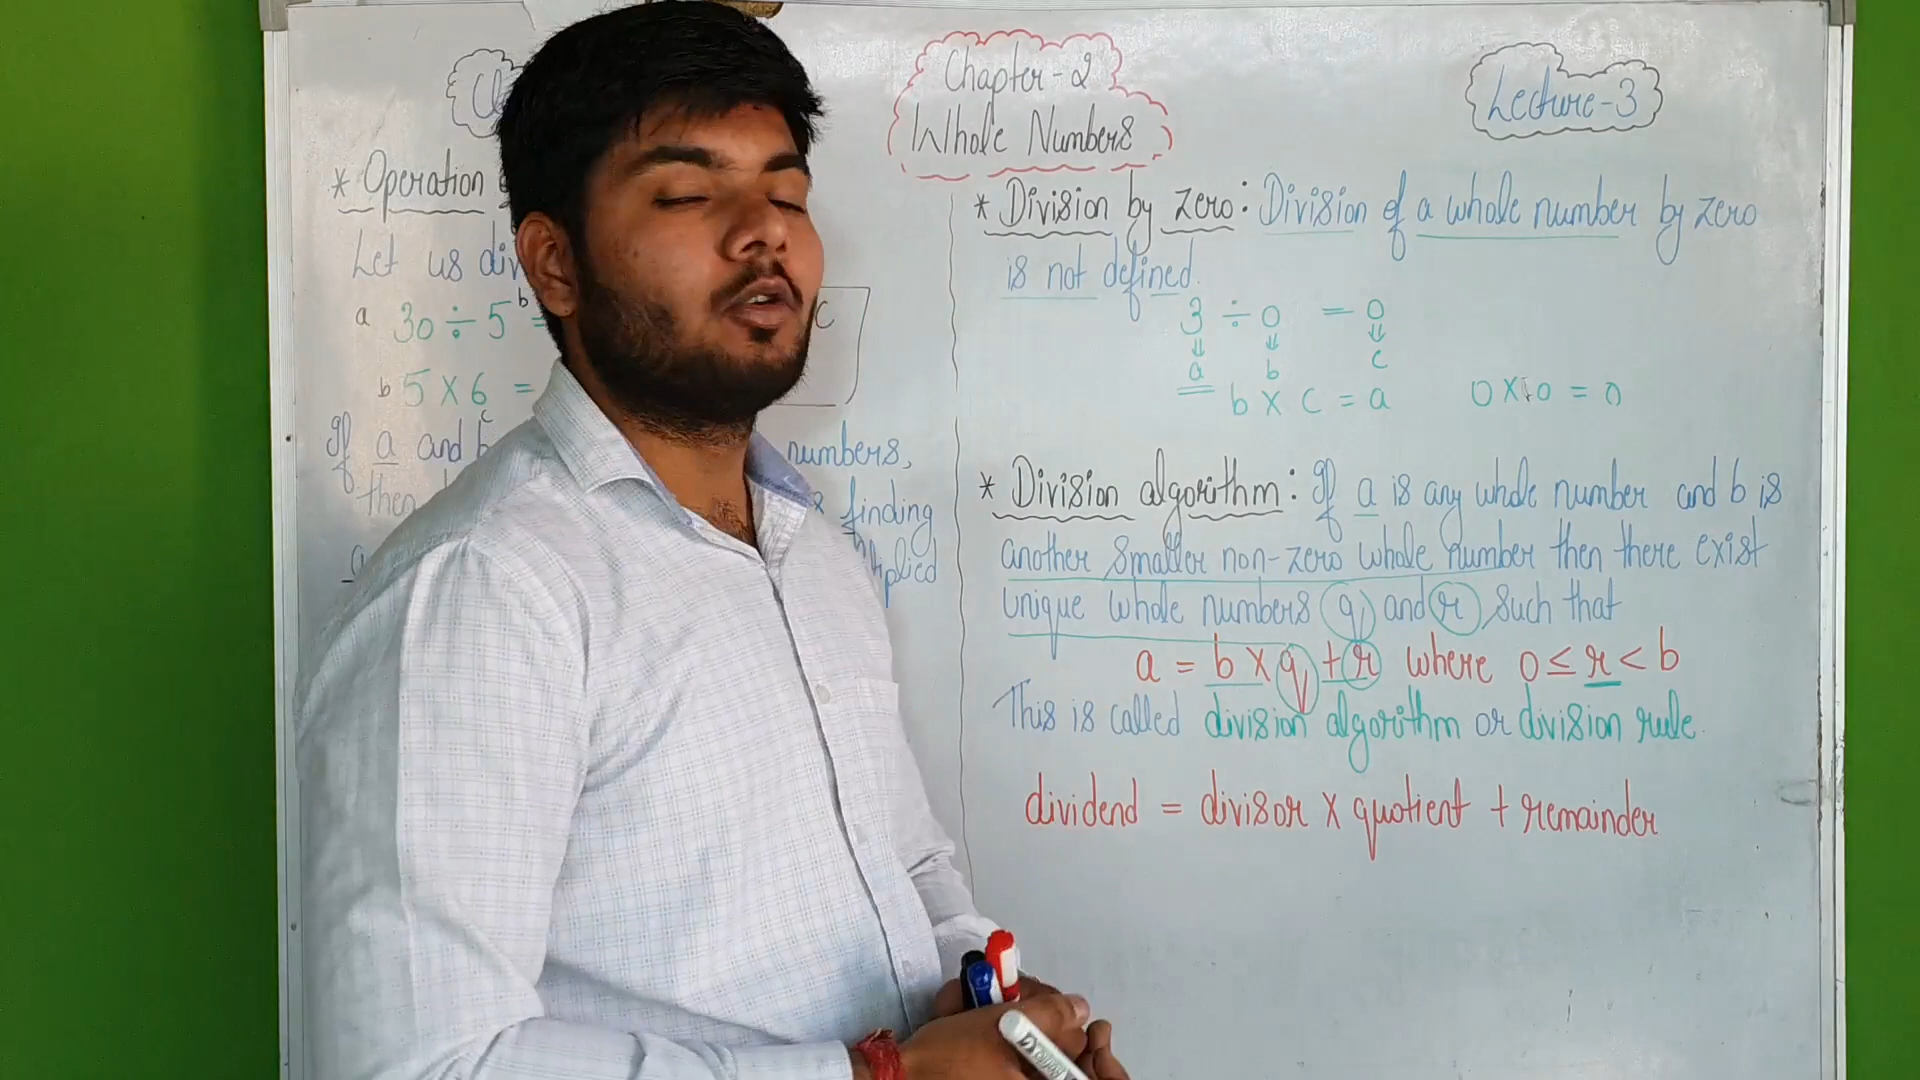 Chapter-2
Whole Numbers
Lecture-3
* Operation
Let us div
a 30 ÷ 5 b =
b 5 X 6 =
c
c
If a and b numbers,
then finding
a
* Division by zero: Division of a whole number by zero
is not defined.
3 ÷ 0 = 0
a b c
b X c = a 0 X 0 = 0
* Division algorithm: If a is any whole number and b is
another smaller non-zero whole number then there exist
unique whole numbers q and r such that
a = b x q + r where 0 ≤ r < b
This is called division algorithm or division rule.
dividend = divisor X quotient + remainder